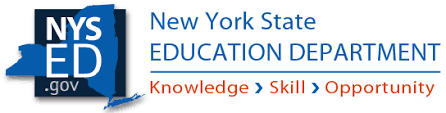 NYS
ED
.gov
New York State
EDUCATION DEPARTMENT
Knowledge › Skill › Opportunity